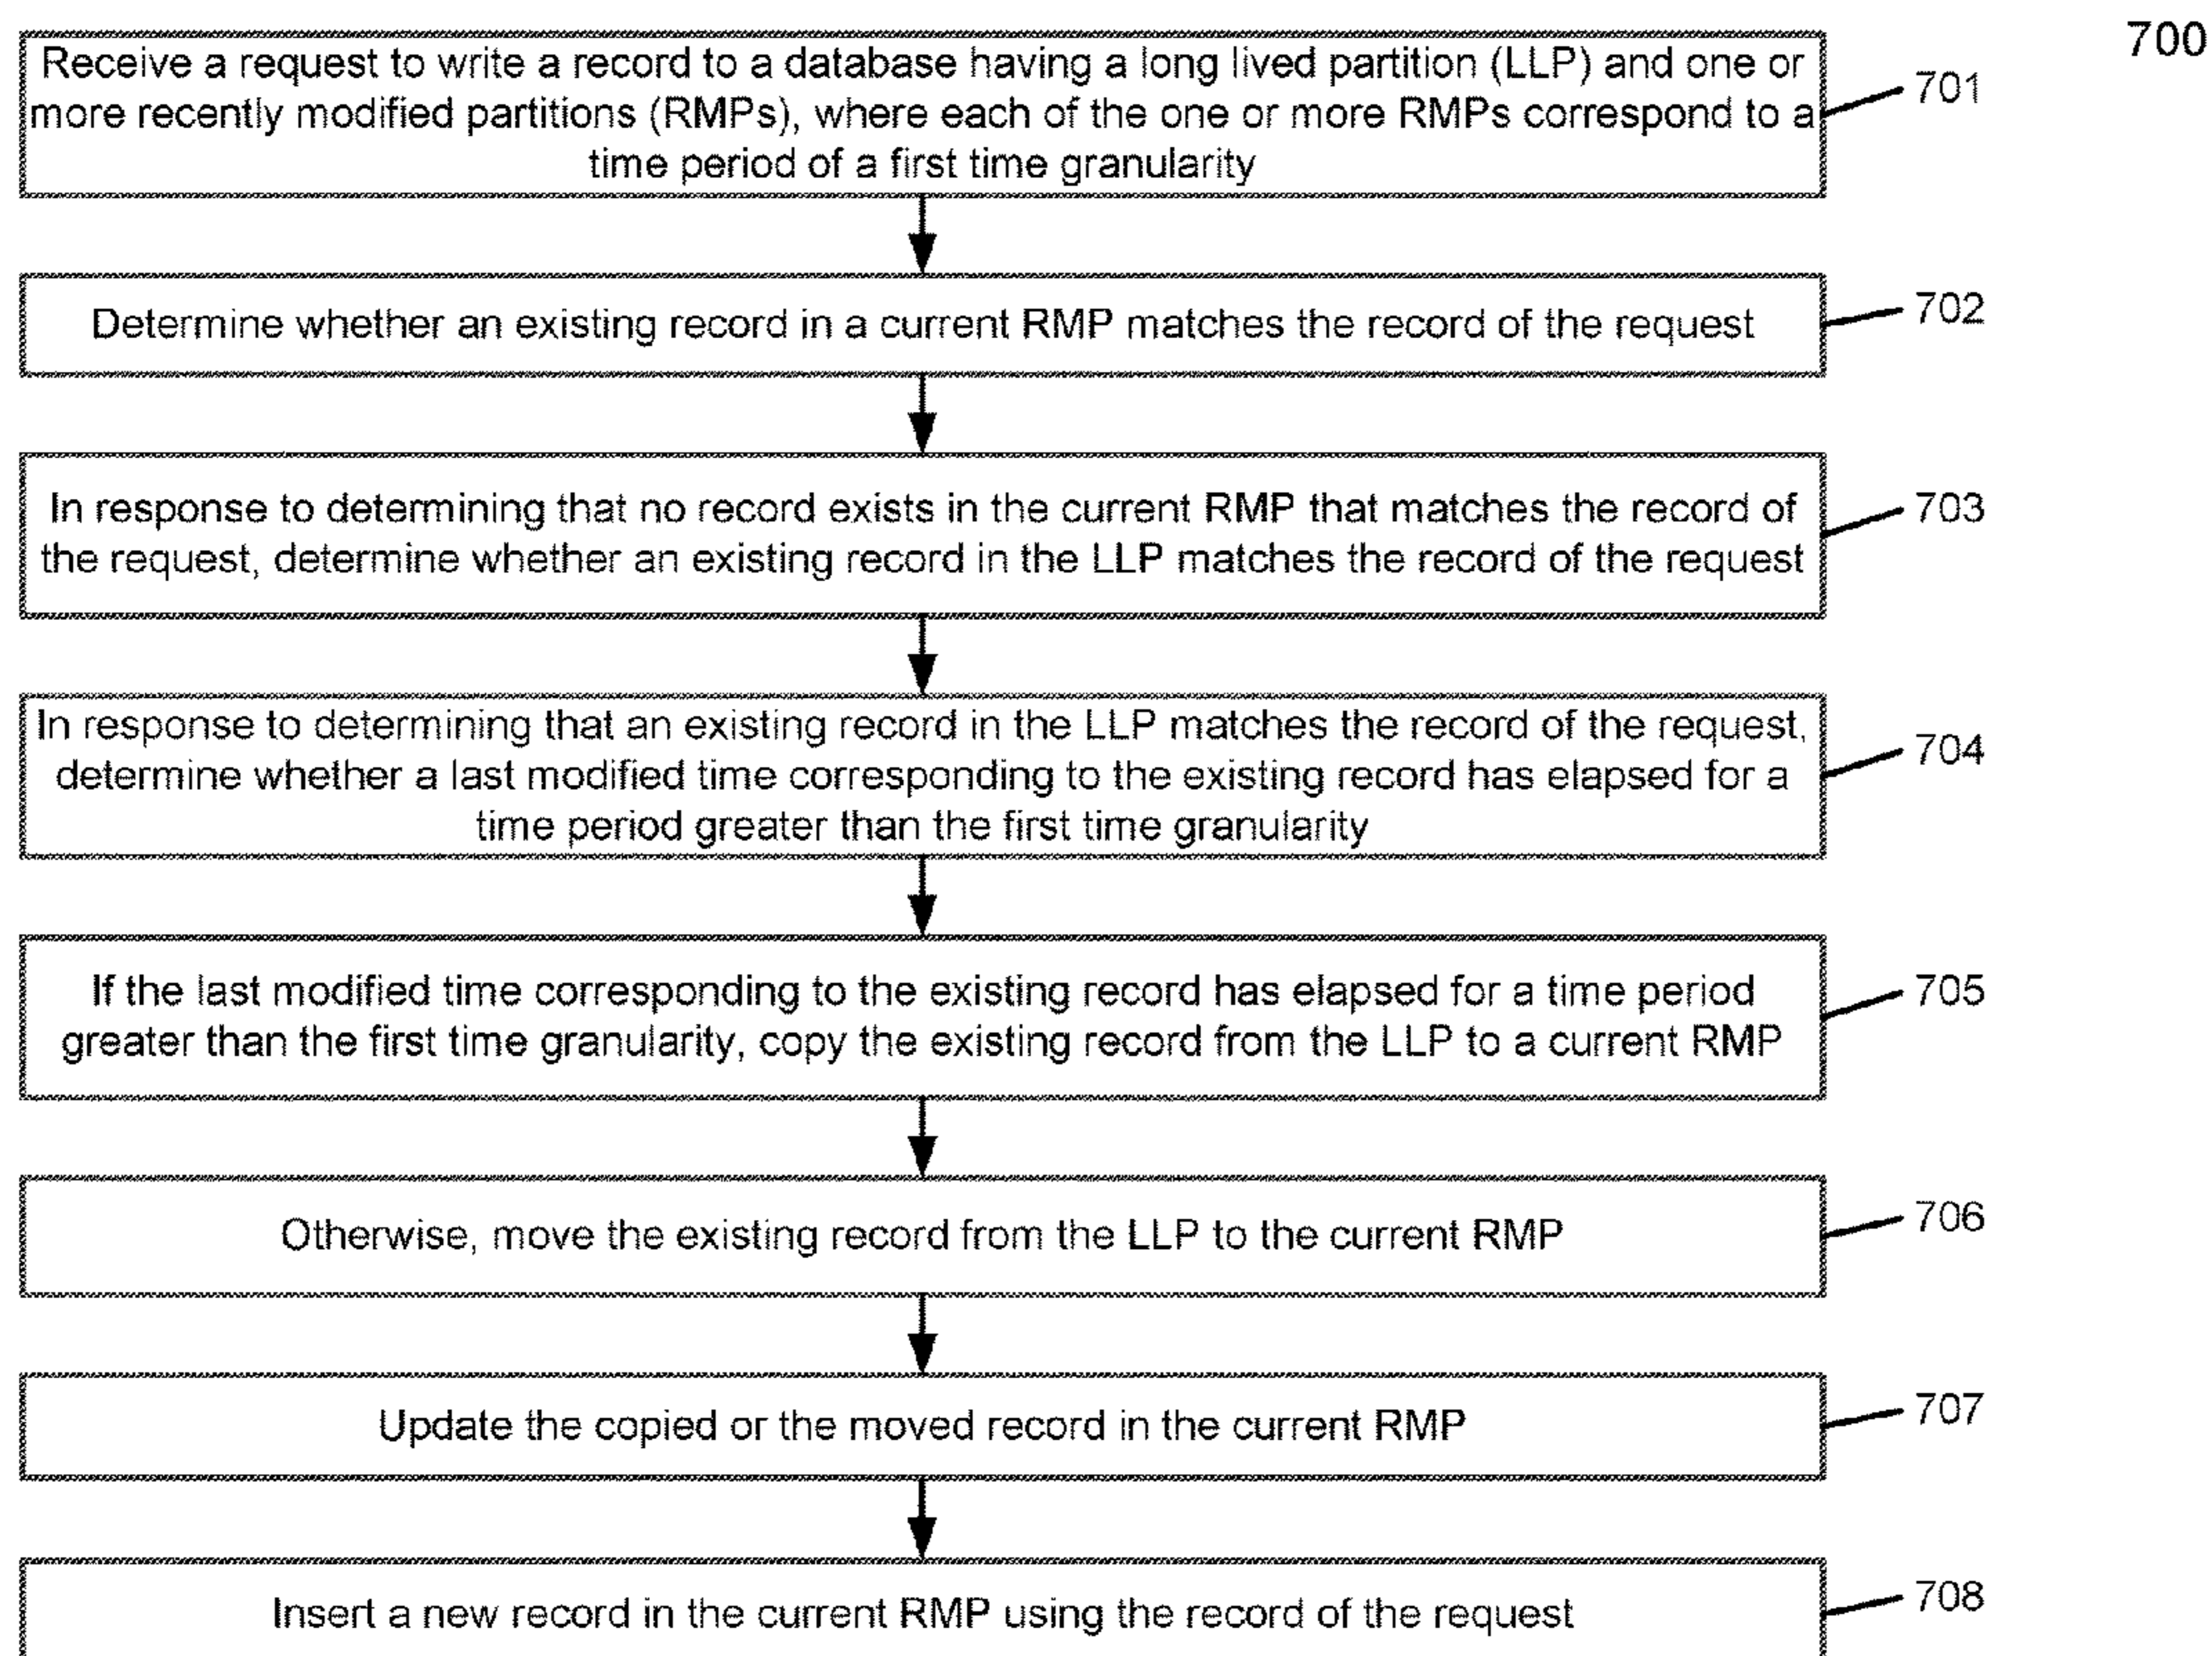 700
Receive a request to write a record to a database having a long lived partition (LLP) and one or
more recently modified partitions (RMPs), where each of the one or more RMPs correspond to a
time period of a first time granularity
701
Determine whether an existing record in a current RMP matches the record of the request
702
In response to determining that no record exists in the current RMP that matches the record of
the request, determine whether an existing record in the LLP matches the record of the request
703
In response to determining that an existing record in the LLP matches the record of the request,
determine whether a last modified time corresponding to the existing record has elapsed for a
time period greater than the first time granularity
704
If the last modified time corresponding to the existing record has elapsed for a time period
greater than the first time granularity, copy the existing record from the LLP to a current RMP
705
Otherwise, move the existing record from the LLP to the current RMP
706
Update the copied or the moved record in the current RMP
707
Insert a new record in the current RMP using the record of the request
708